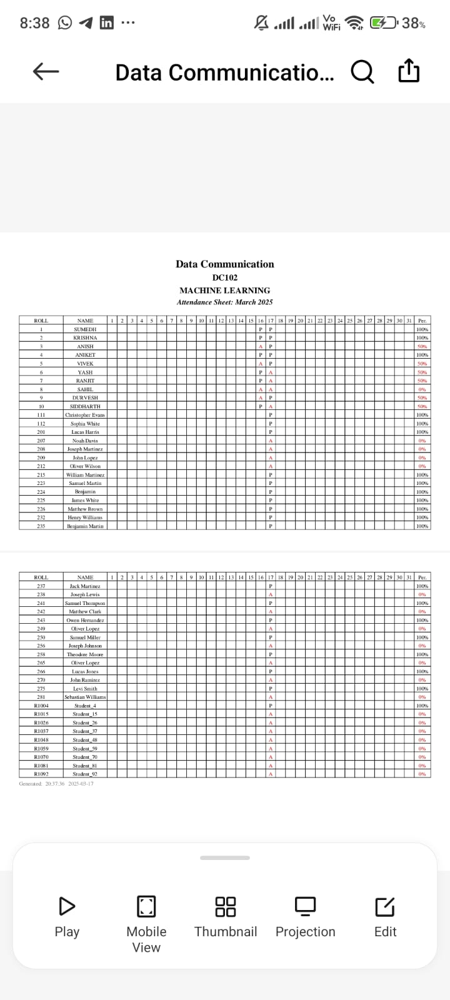 8:38 in ... Vo WiFi 38%
Data Communicatio...
Data Communication
DC102
MACHINE LEARNING
Attendance Sheet: March 2025
ROLL NAME 1 2 3 4 5 6 7 8 9 10 11 12 13 14 15 16 17 18 19 20 21 22 23 24 25 26 27 28 29 30 31 Per.
1 SUMEDH P P 100%
2 KRISHNA P P 100%
3 ANISH A P 50%
4 ANIKET P P 100%
5 VIVEK A P 50%
6 YASH P A 50%
7 RANJIT P A 50%
8 SAHIL A A 0%
9 DURVESH A P 50%
10 SIDDHARTH P A 50%
111 Christopher Evans P 100%
112 Sophia White P 100%
201 Lucas Harris P 100%
207 Noah Davis A 0%
208 Joseph Martinez A 0%
209 John Lopez A 0%
212 Oliver Wilson A 0%
215 William Martinez P 100%
223 Samuel Martin P 100%
224 Benjamin P 100%
225 James White P 100%
226 Matthew Brown P 100%
232 Henry Williams P 100%
235 Benjamin Martin P 100%
ROLL NAME 1 2 3 4 5 6 7 8 9 10 11 12 13 14 15 16 17 18 19 20 21 22 23 24 25 26 27 28 29 30 31 Per.
237 Jack Martinez P 100%
238 Joseph Lewis A 0%
241 Samuel Thompson P 100%
242 Matthew Clark A 0%
243 Owen Hernandez P 100%
249 Oliver Lopez A 0%
250 Samuel Miller P 100%
256 Joseph Johnson A 0%
258 Theodore Moore P 100%
265 Oliver Lopez A 0%
266 Lucas Jones P 100%
270 John Ramirez A 0%
275 Levi Smith P 100%
281 Sebastian Williams A 0%
R1004 Student_4 P 100%
R1015 Student_15 A 0%
R1026 Student_26 A 0%
R1037 Student_37 A 0%
R1048 Student_48 A 0%
R1059 Student_59 A 0%
R1070 Student_70 A 0%
R1081 Student_81 A 0%
R1092 Student_92 A 0%
Generated: 20:37:36 2025-03-17
Play Mobile View Thumbnail Projection Edit